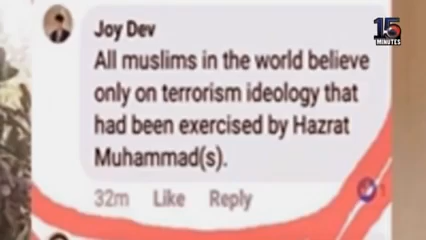 15
MINUTES
Joy Dev
All muslims in the world believe
only on terrorism ideology that
had been exercised by Hazrat
Muhammad(s).
32m Like Reply
1